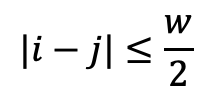 |i − j| ≤ w/2